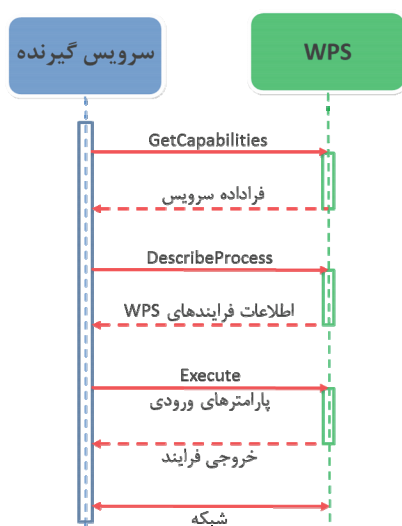 سرویس گیرنده
WPS
GetCapabilities
فراداده سرویس
DescribeProcess
اطلاعات فرایندهای WPS
Execute
پارامترهای ورودی
خروجی فرایند
شبکه